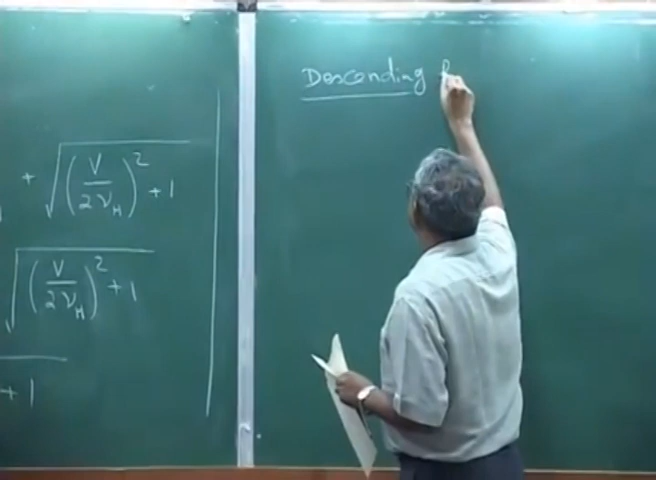 + √((V / 2ν_H)² + 1)
√((V / 2ν_H)² + 1)
+ 1
Descending